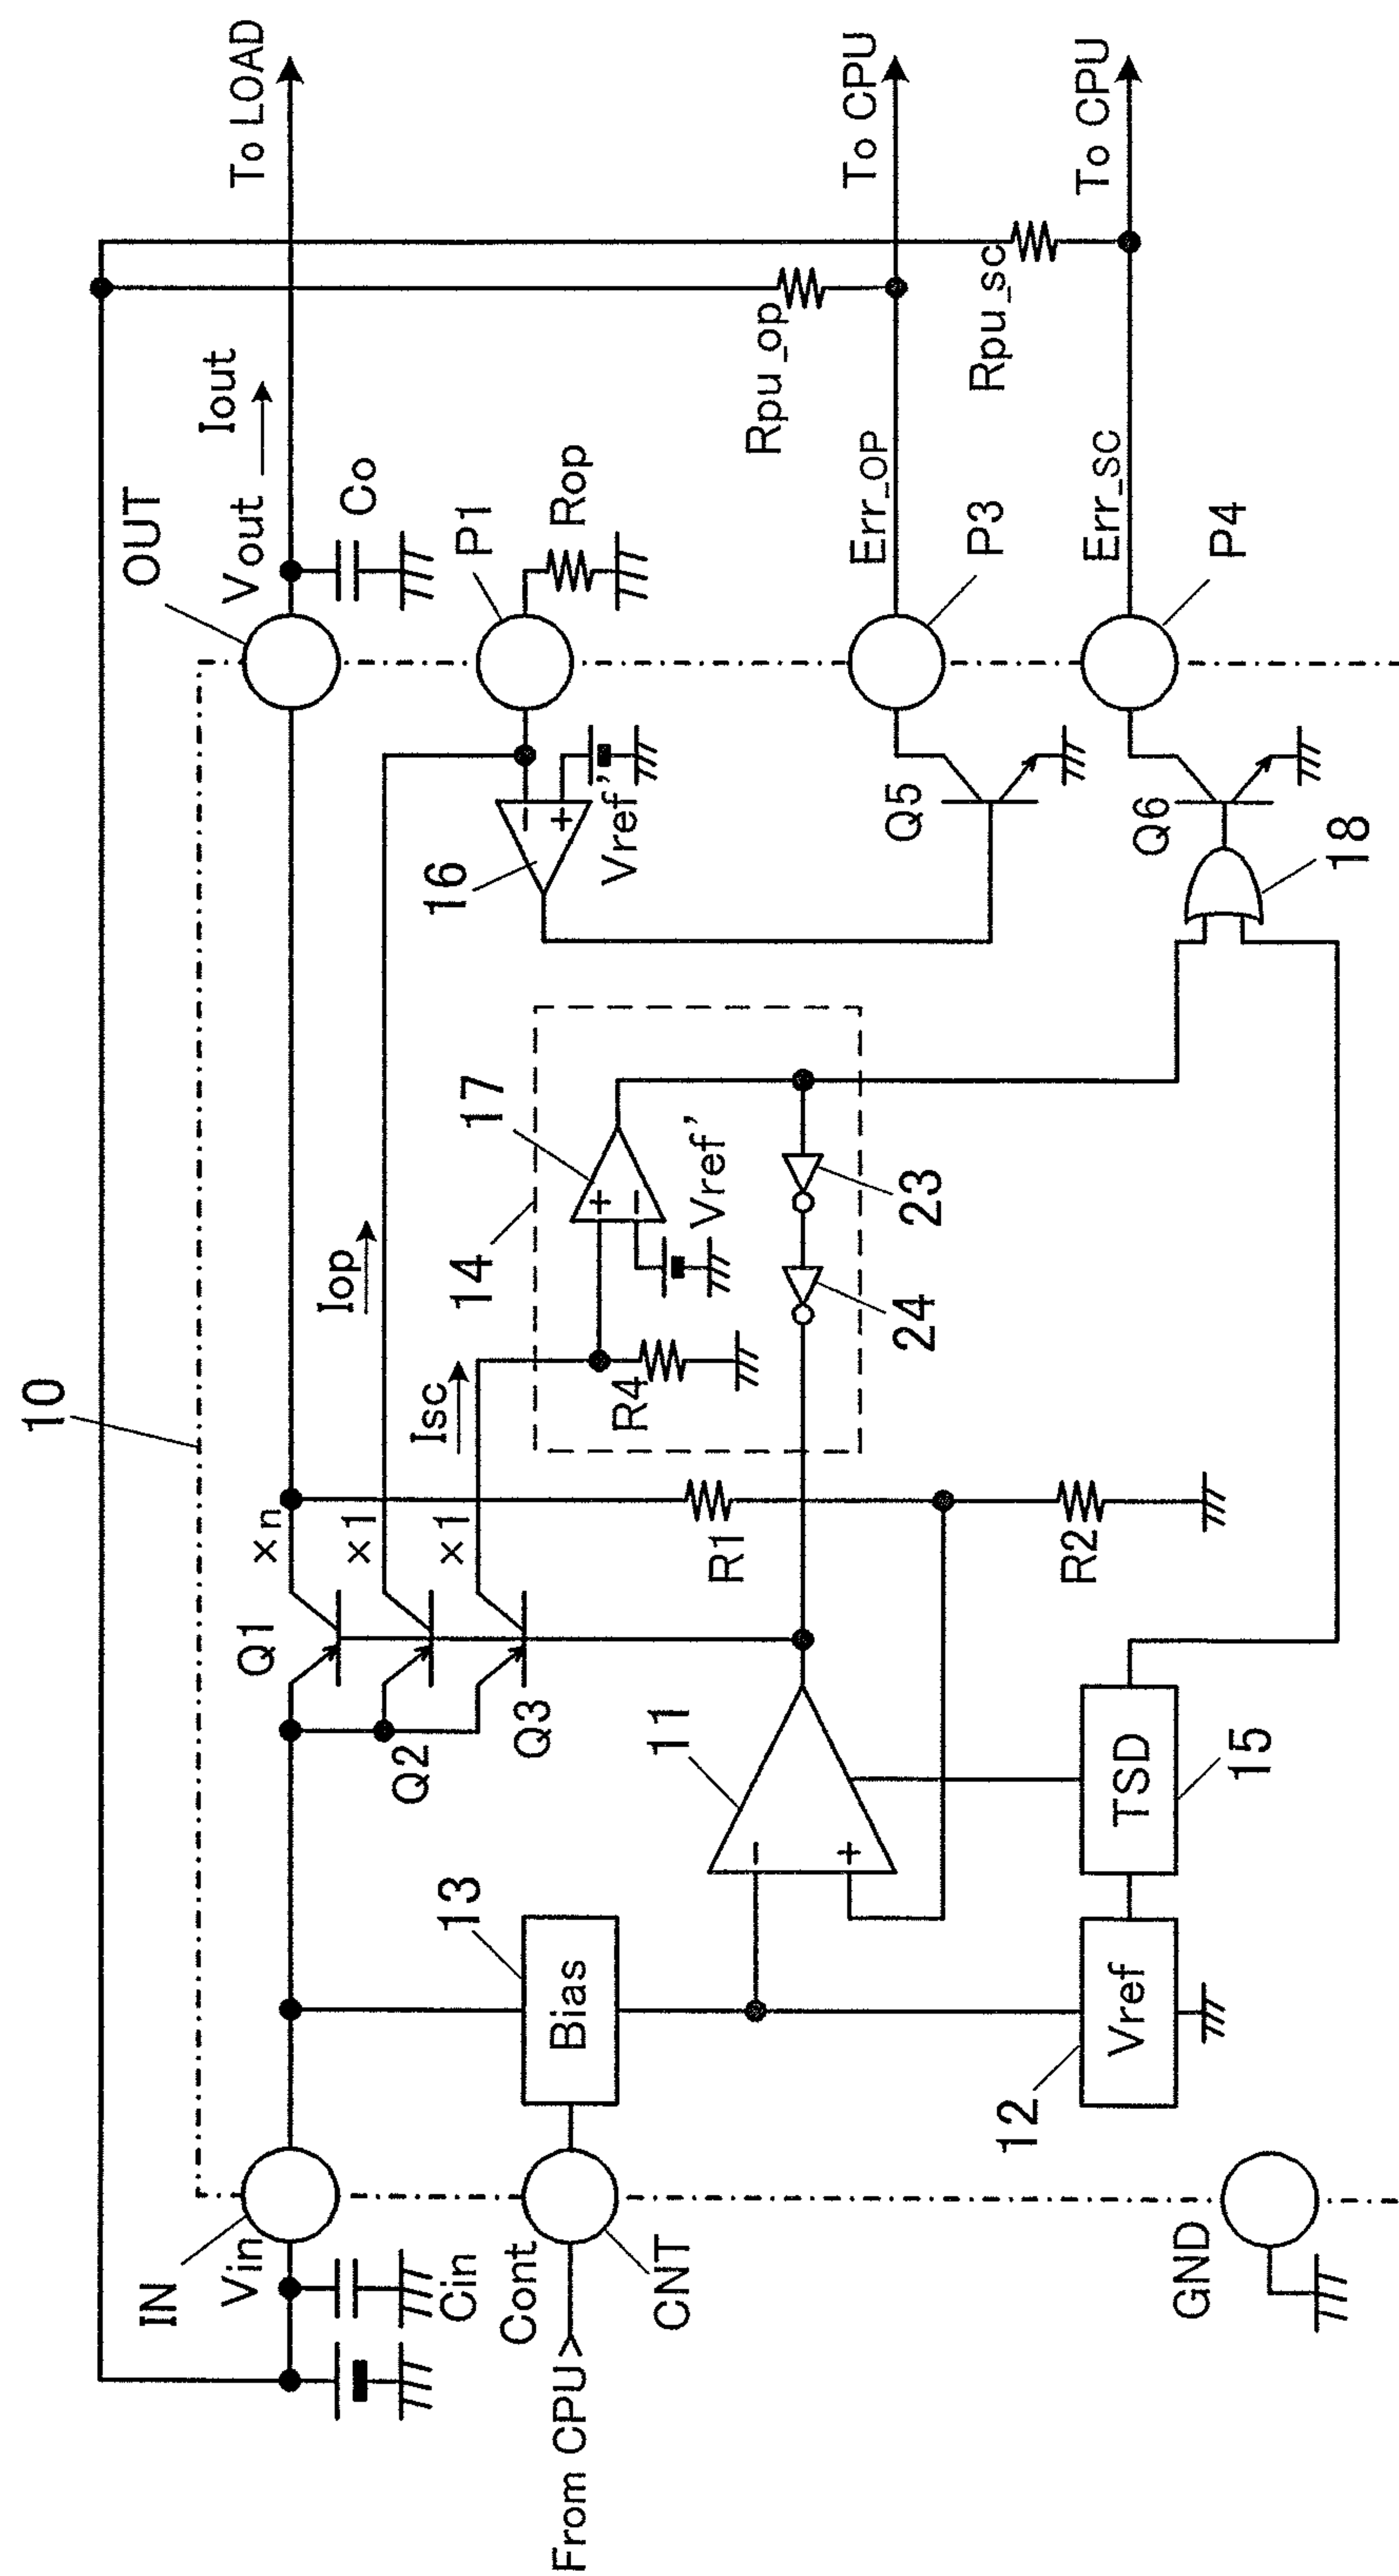 10
IN
Vin
Cin
Cont
From CPU
CNT
GND
13
Bias
12
Vref
11
TSD
15
Q1
Q2
Q3
×n
×1
×1
R1
R2
Isc
Iop
14
R4
17
Vref'
23
24
16
Vref'
Q5
Q6
18
OUT
Vout
Iout
Co
To LOAD
P1
Rop
Rpu_op
Err_OP
P3
To CPU
Rpu_sc
Err_sc
P4
To CPU